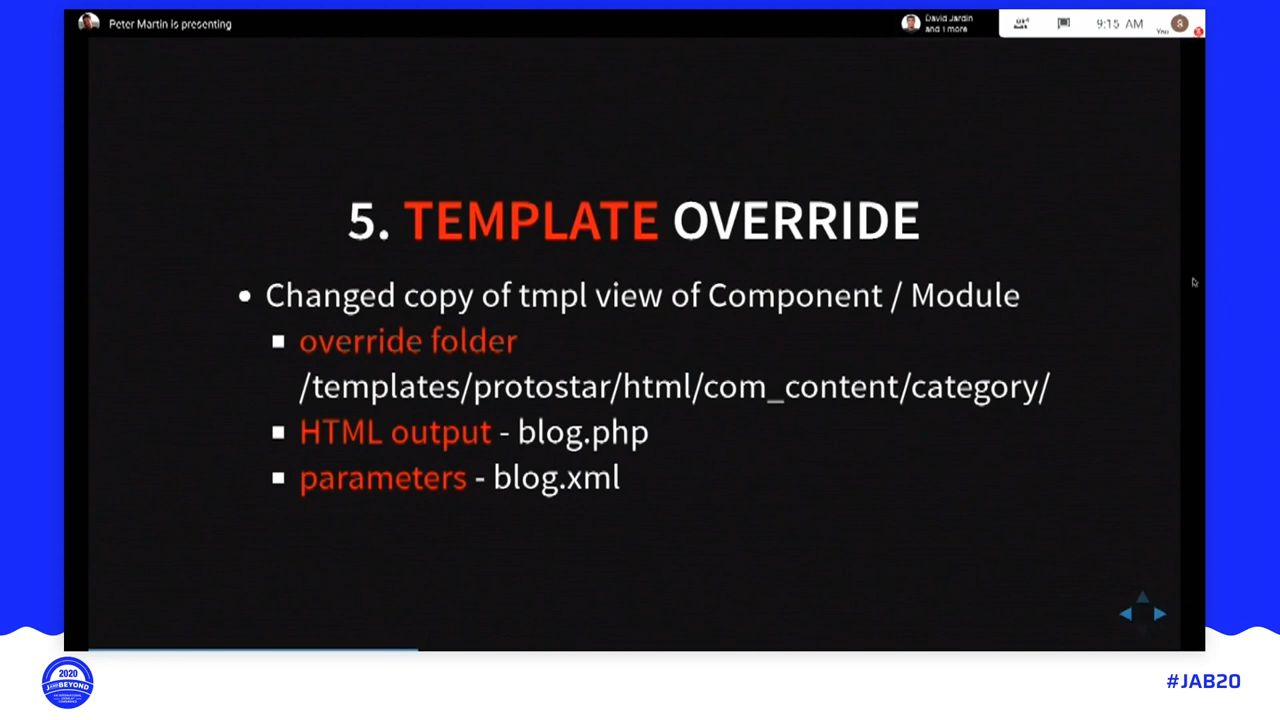 Peter Martin is presenting
David Jardin
and 1 more
9:15 AM
You
S
5. TEMPLATE OVERRIDE
Changed copy of tmpl view of Component / Module
override folder
/templates/protostar/html/com_content/category/
HTML output - blog.php
parameters - blog.xml
2020
JANDBEYOND
#JAB20